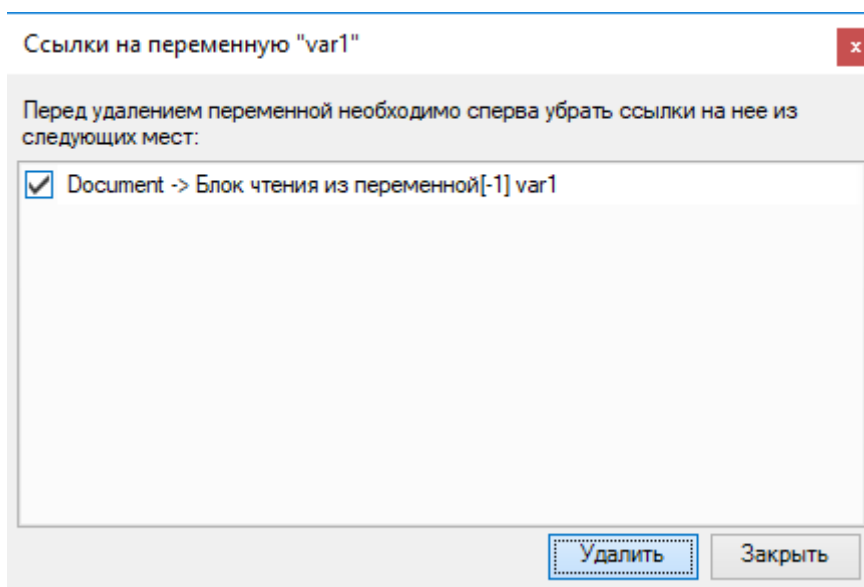 Ссылки на переменную "var1"
x
Перед удалением переменной необходимо сперва убрать ссылки на нее из
следующих мест:
Document -> Блок чтения из переменной[-1] var1
Удалить
Закрыть